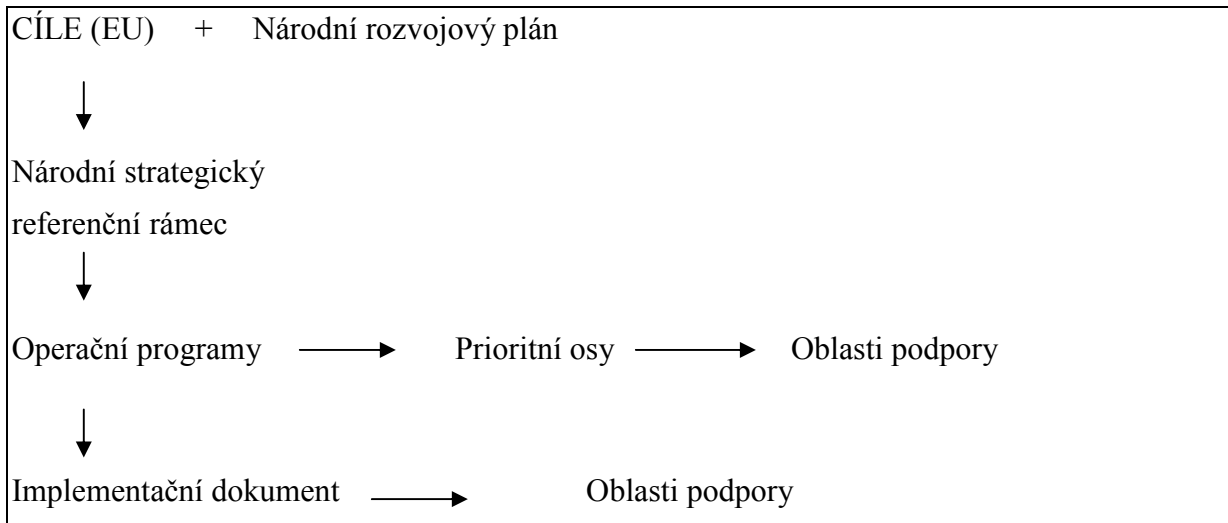 CÍLE (EU) + Národní rozvojový plán
Národní strategický
referenční rámec
Operační programy Prioritní osy Oblasti podpory
Implementační dokument Oblasti podpory